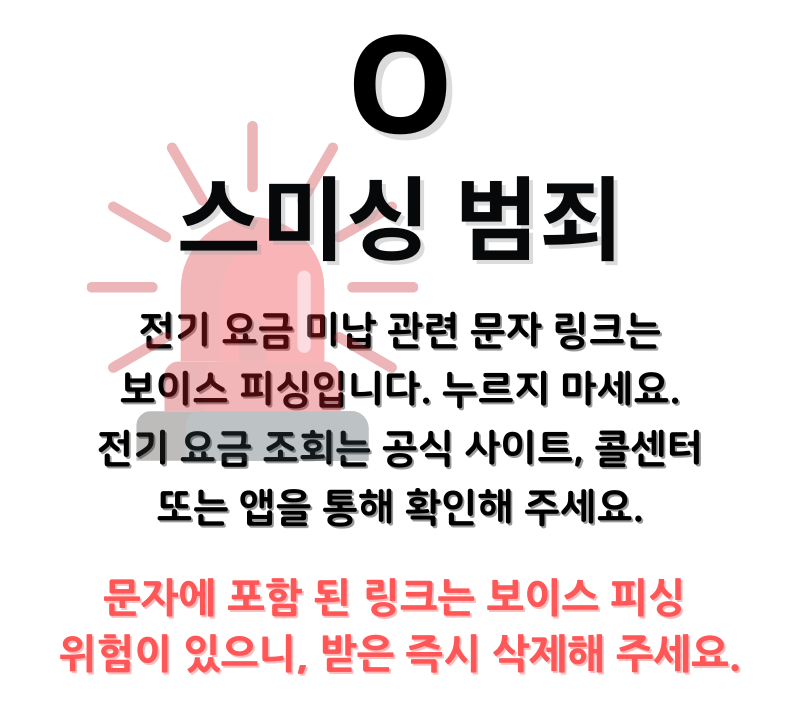 O
스미싱 범죄
전기 요금 미납 관련 문자 링크는
보이스 피싱입니다. 누르지 마세요.
전기 요금 조회는 공식 사이트, 콜센터
또는 앱을 통해 확인해 주세요.
문자에 포함 된 링크는 보이스 피싱
위험이 있으니, 받은 즉시 삭제해 주세요.